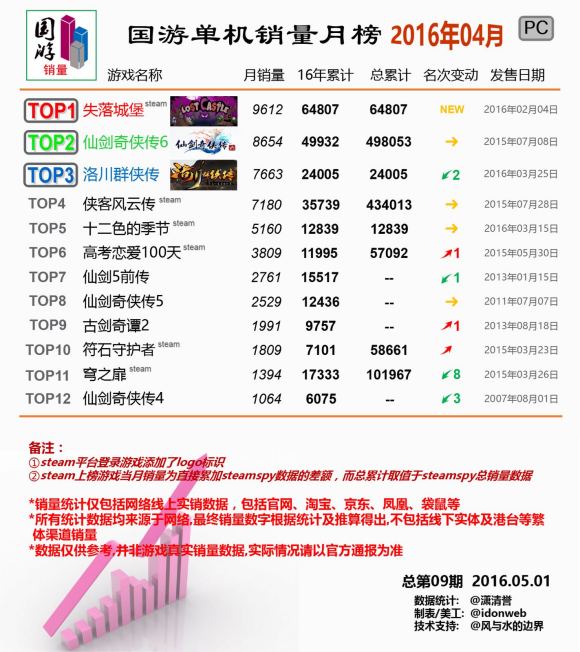 国游
销量
国游单机销量月榜 2016年04月 PC
游戏名称 月销量 16年累计 总累计 名次变动 发售日期
TOP1 失落城堡 steam LOST CASTLE 9612 64807 64807 NEW 2016年02月04日
TOP2 仙剑奇侠传6 仙剑奇侠传 8654 49932 498053 → 2015年07月08日
TOP3 洛川群侠传 7663 24005 24005 ↙2 2016年03月25日
TOP4 侠客风云传 steam 7180 35739 434013 → 2015年07月28日
TOP5 十二色的季节 steam 5160 12839 12839 → 2016年03月15日
TOP6 高考恋爱100天 steam 3809 11995 57092 ↗1 2015年05月30日
TOP7 仙剑5前传 2761 15517 -- ↙1 2013年01月15日
TOP8 仙剑奇侠传5 2529 12436 -- → 2011年07月07日
TOP9 古剑奇谭2 1991 9757 -- ↗1 2013年08月18日
TOP10 符石守护者 steam 1809 7101 58661 ↗ 2015年03月23日
TOP11 穹之扉 steam 1394 17333 101967 ↙8 2015年03月26日
TOP12 仙剑奇侠传4 1064 6075 -- ↙3 2007年08月01日
备注：
①steam平台登录游戏添加了logo标识
②steam上榜游戏当月销量为直接累加steamspy数据的差额，而总累计取值于steamspy总销量数据
*销量统计仅包括网络线上实销数据，包括官网、淘宝、京东、凤凰、袋鼠等
*所有统计数据均来源于网络,最终销量数字根据统计及推算得出,不包括线下实体及港台等繁
体渠道销量
*数据仅供参考,并非游戏真实销量数据,实际情况请以官方通报为准
总第09期 2016.05.01
数据统计: @潇清誉
制表/美工: @idonweb
技术支持: @风与水的边界